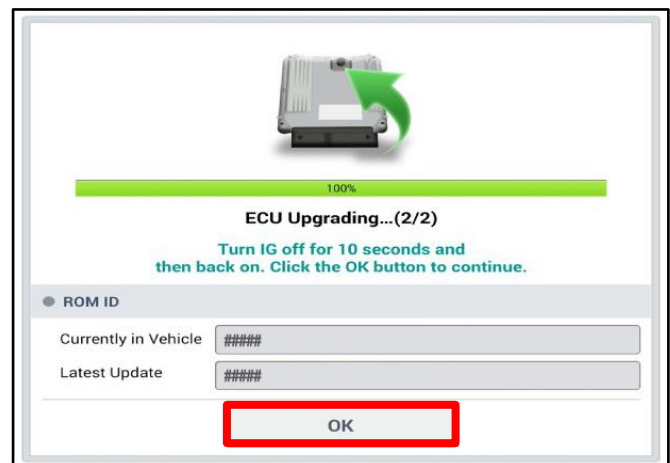 100%
ECU Upgrading...(2/2)
Turn IG off for 10 seconds and
then back on. Click the OK button to continue.
ROM ID
Currently in Vehicle #####
Latest Update #####
OK